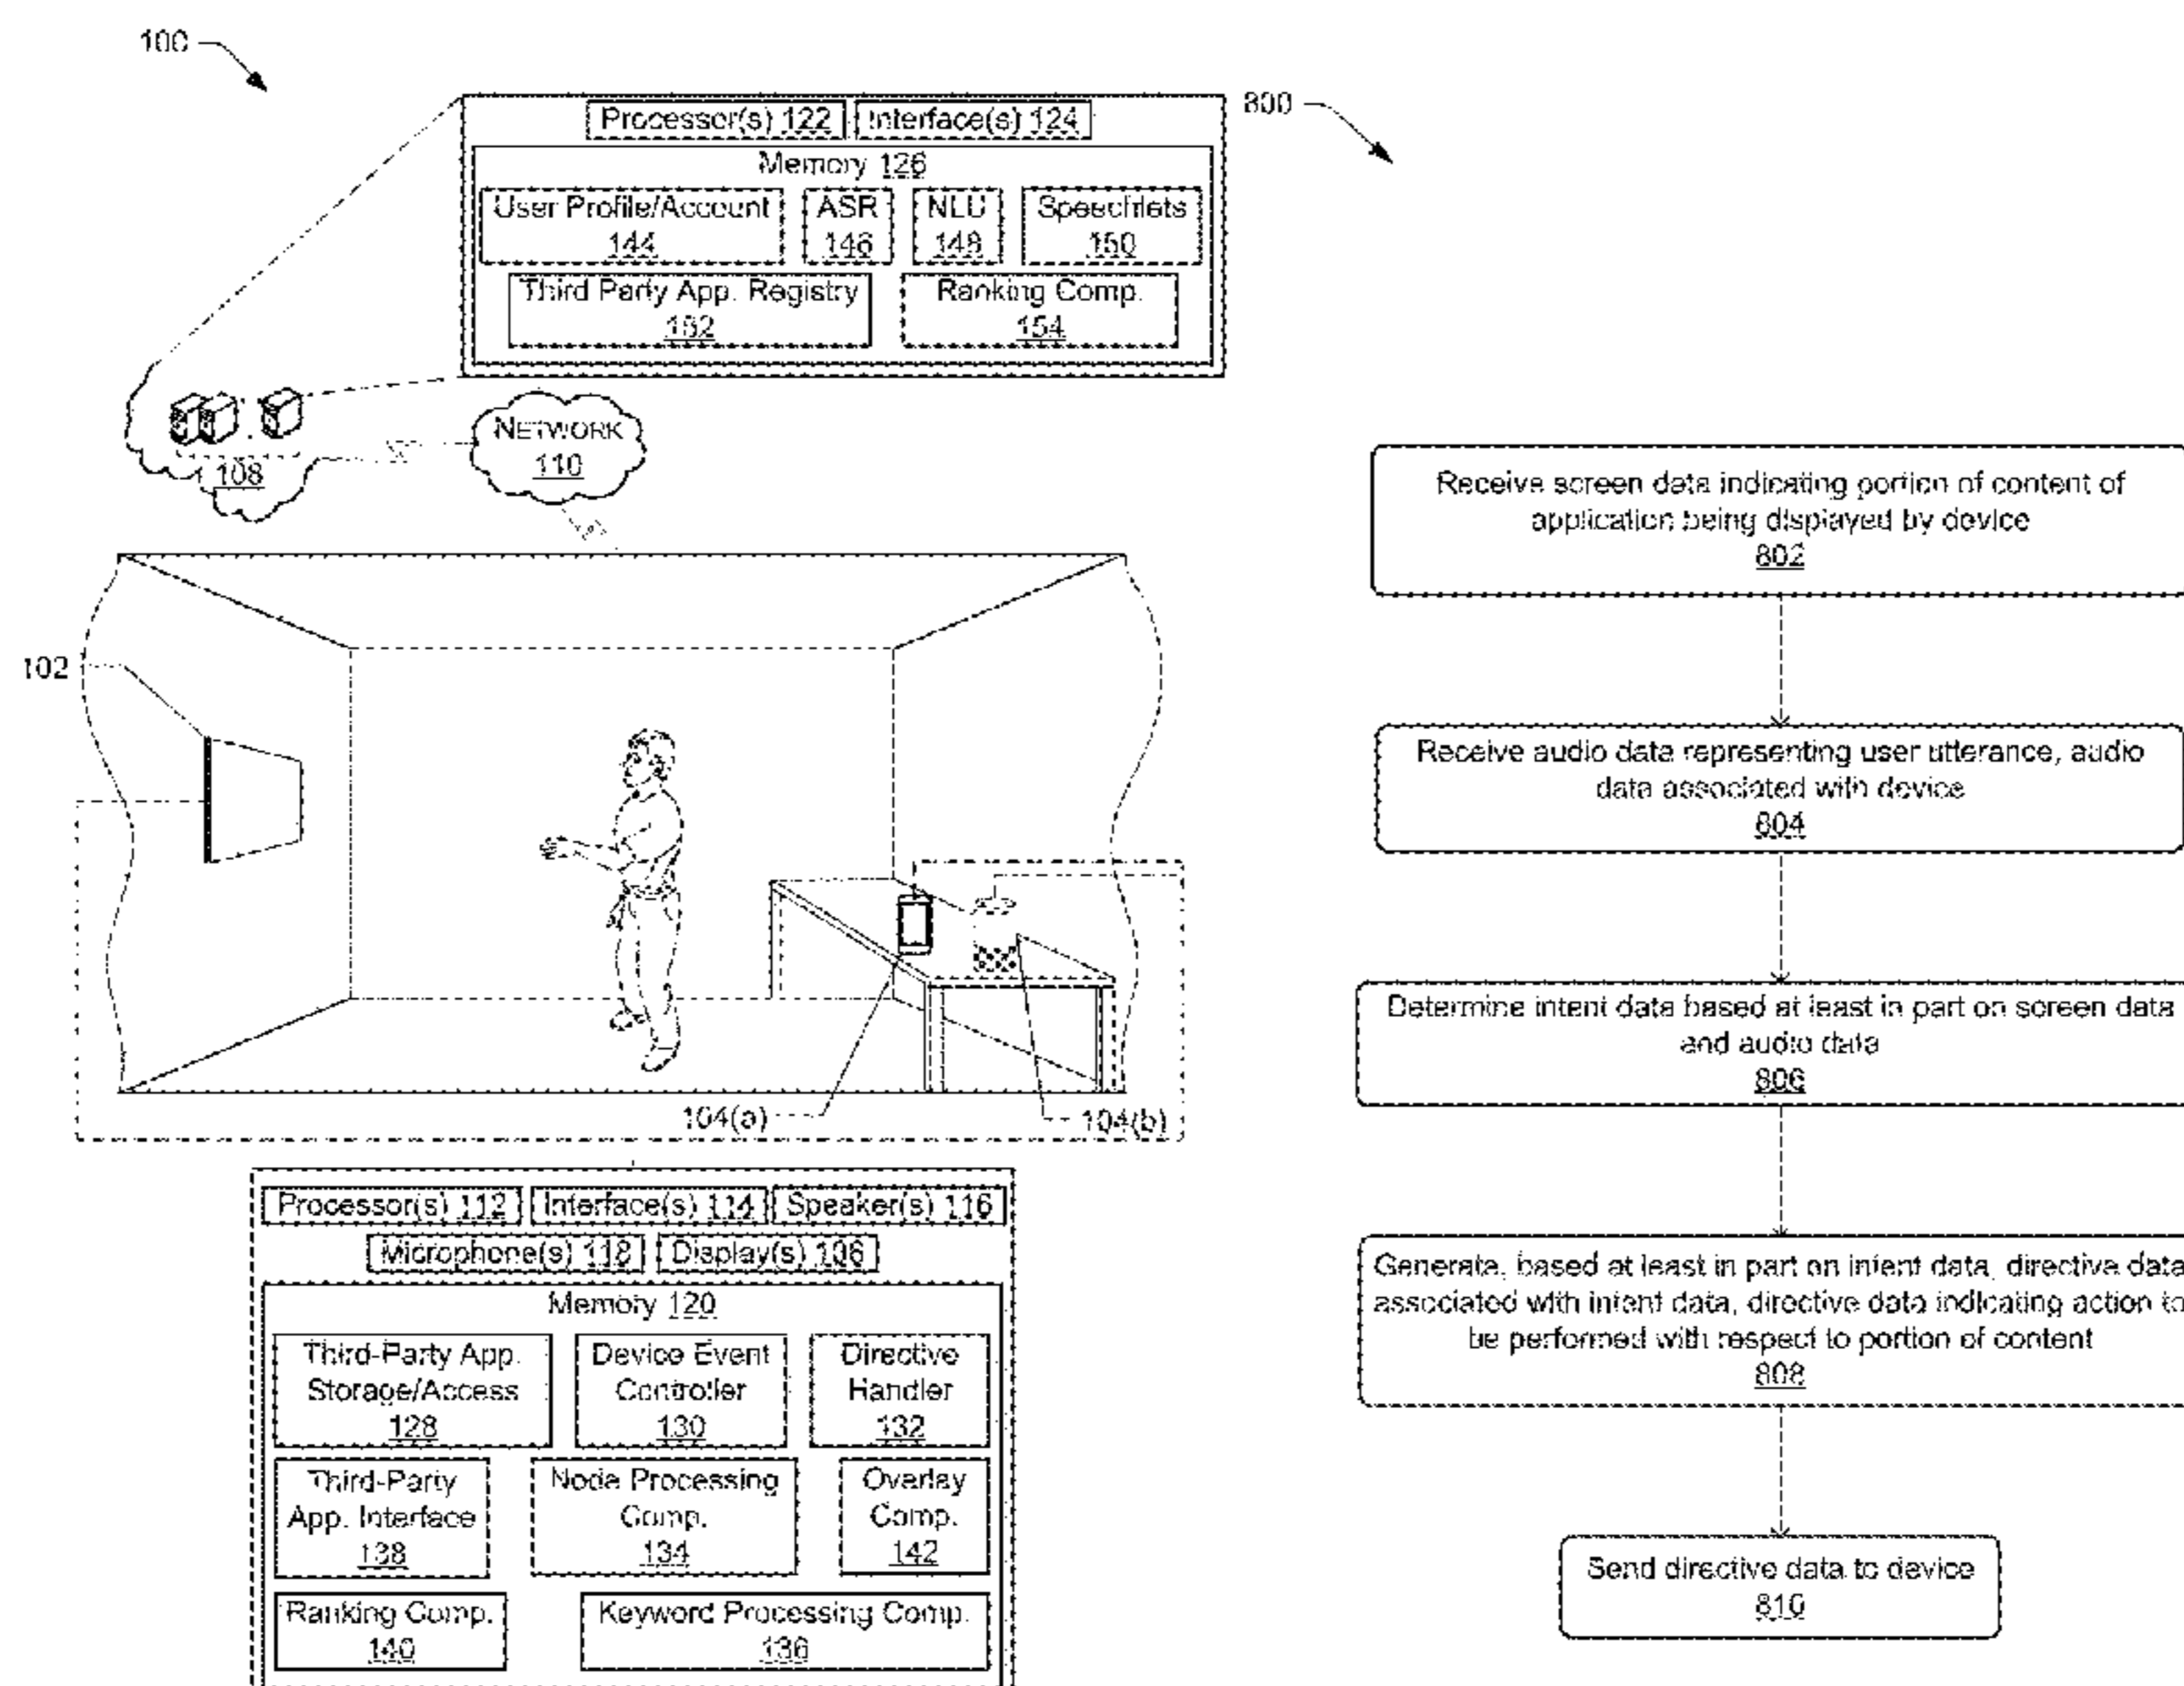 100
Processor(s) 122
Interface(s) 124
Memory 126
User Profile/Account
144
ASR
146
NLU
148
Speechlets
150
Third Party App. Registry
152
Ranking Comp.
154
108
NETWORK
110
102
104(a)
104(b)
Processor(s) 112
Interface(s) 114
Speaker(s) 116
Microphone(s) 118
Display(s) 106
Memory 120
Third-Party App.
Storage/Access
128
Device Event
Controller
130
Directive
Handler
132
Third-Party
App. Interface
138
Node Processing
Comp.
134
Overlay
Comp.
142
Ranking Comp.
140
Keyword Processing Comp.
136
800
Receive screen data indicating portion of content of
application being displayed by device
802
Receive audio data representing user utterance, audio
data associated with device
804
Determine intent data based at least in part on screen data
and audio data
806
Generate, based at least in part on intent data, directive data
associated with intent data, directive data indicating action to
be performed with respect to portion of content
808
Send directive data to device
810